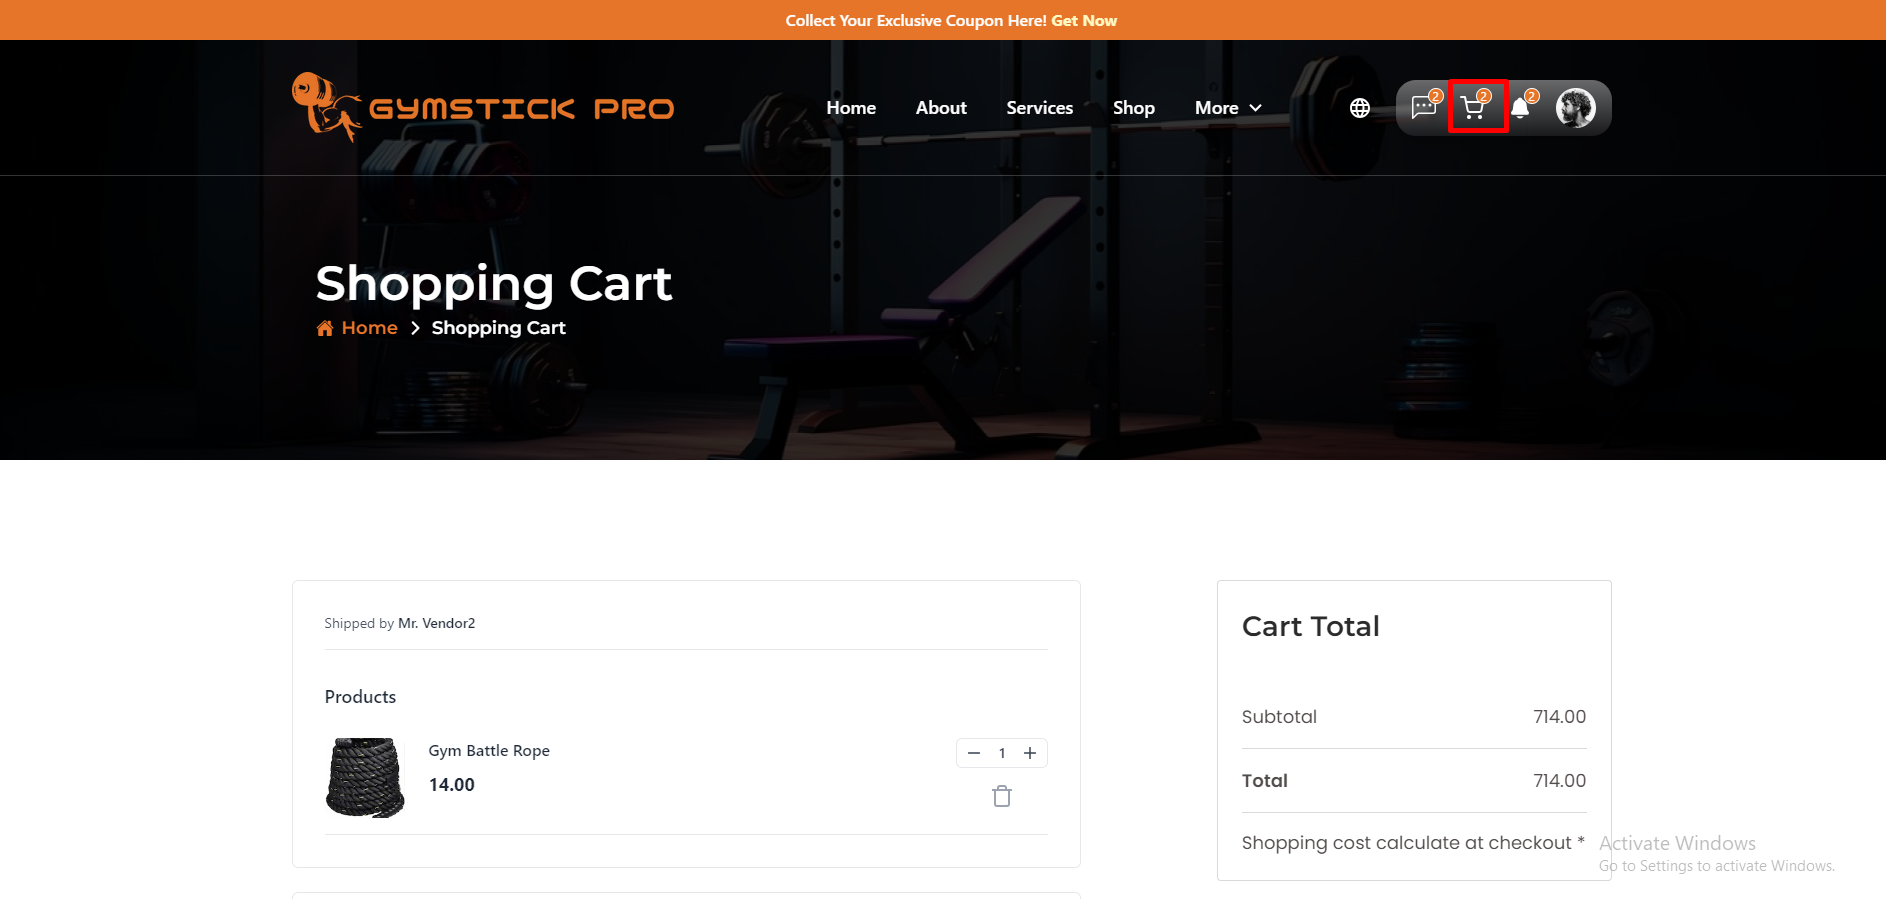 Collect Your Exclusive Coupon Here! Get Now
GYMSTICK PRO
Home About Services Shop More
2 2 2
Shopping Cart
Home > Shopping Cart
Shipped by Mr. Vendor2
Products
Gym Battle Rope
14.00
− 1 +
Cart Total
Subtotal 714.00
Total 714.00
Shopping cost calculate at checkout *
Activate Windows
Go to Settings to activate Windows.